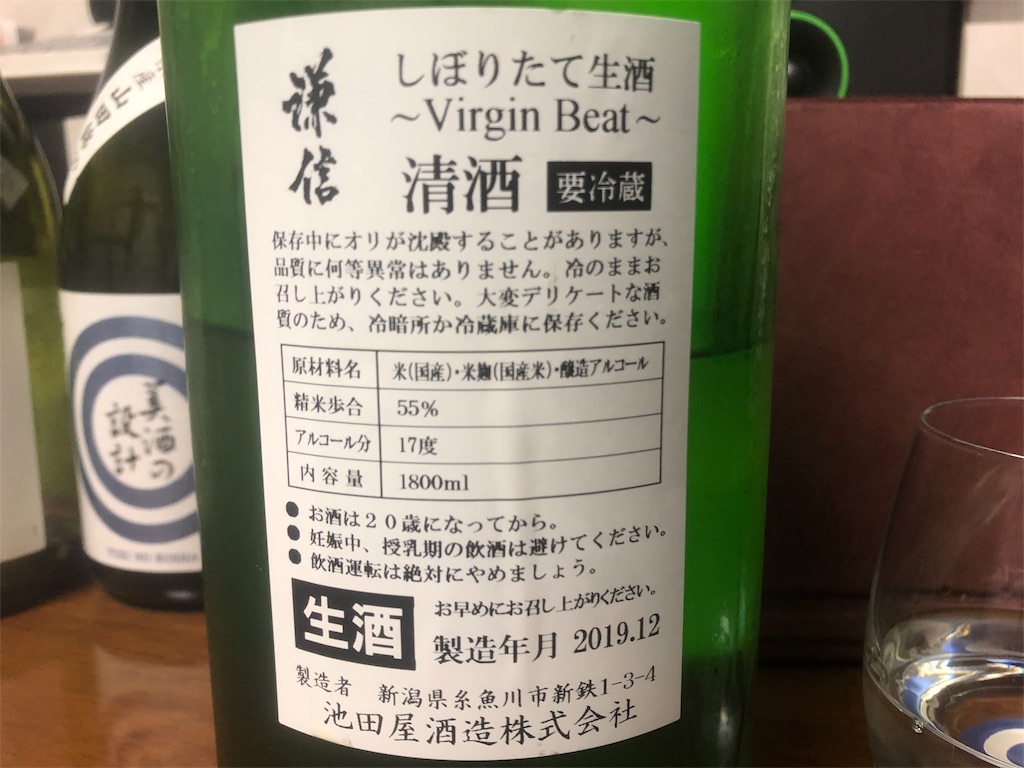 謙信
しぼりたて生酒
～Virgin Beat～
清酒 要冷蔵
保存中にオリが沈殿することがありますが、
品質に何等異常はありません。冷のままお
召し上がりください。大変デリケートな酒
質のため、冷暗所か冷蔵庫に保存ください。
原材料名 米(国産)・米麹(国産米)・醸造アルコール
精米歩合 55%
アルコール分 17度
内容量 1800ml
● お酒は20歳になってから。
● 妊娠中、授乳期の飲酒は避けてください。
● 飲酒運転は絶対にやめましょう。
生酒
お早めにお召し上がりください。
製造年月 2019.12
製造者 新潟県糸魚川市新鉄1-3-4
池田屋酒造株式会社
美酒の
設計